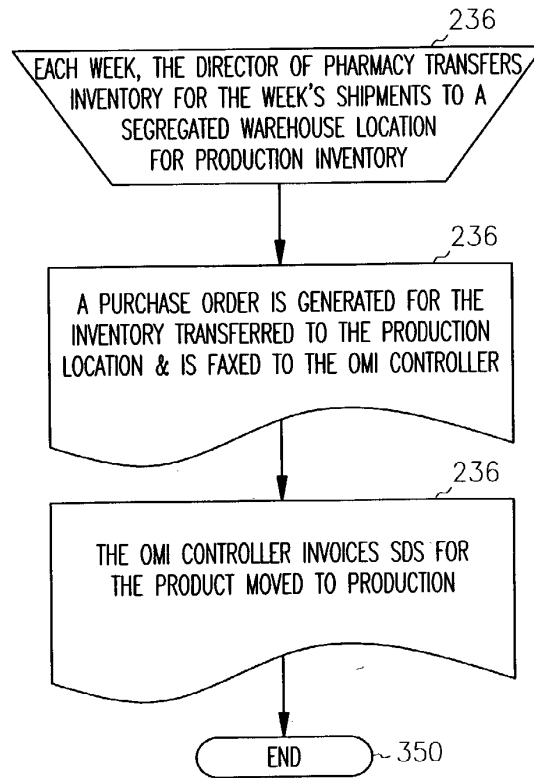 236
EACH WEEK, THE DIRECTOR OF PHARMACY TRANSFERS
INVENTORY FOR THE WEEK'S SHIPMENTS TO A
SEGREGATED WAREHOUSE LOCATION
FOR PRODUCTION INVENTORY
236
A PURCHASE ORDER IS GENERATED FOR THE
INVENTORY TRANSFERRED TO THE PRODUCTION
LOCATION & IS FAXED TO THE OMI CONTROLLER
236
THE OMI CONTROLLER INVOICES SDS FOR
THE PRODUCT MOVED TO PRODUCTION
END
350